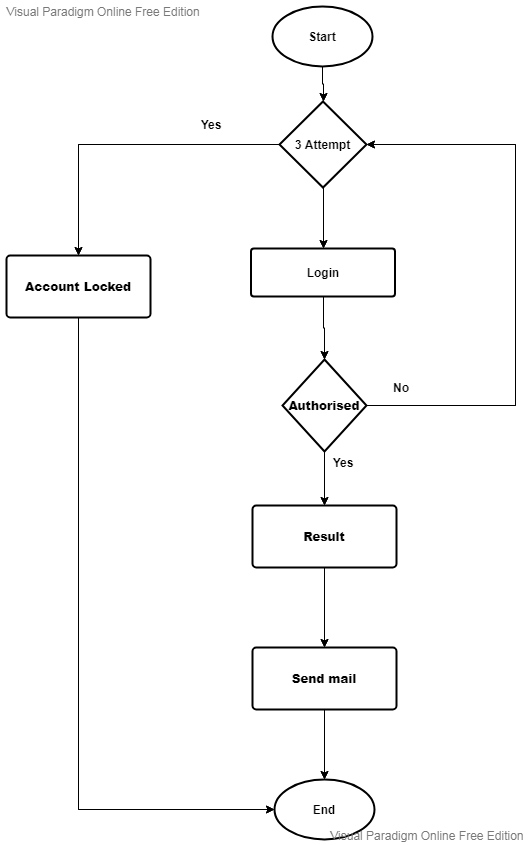 Visual Paradigm Online Free Edition
Start
Yes
3 Attempt
Login
Account Locked
No
Authorised
Yes
Result
Send mail
End
Visual Paradigm Online Free Edition